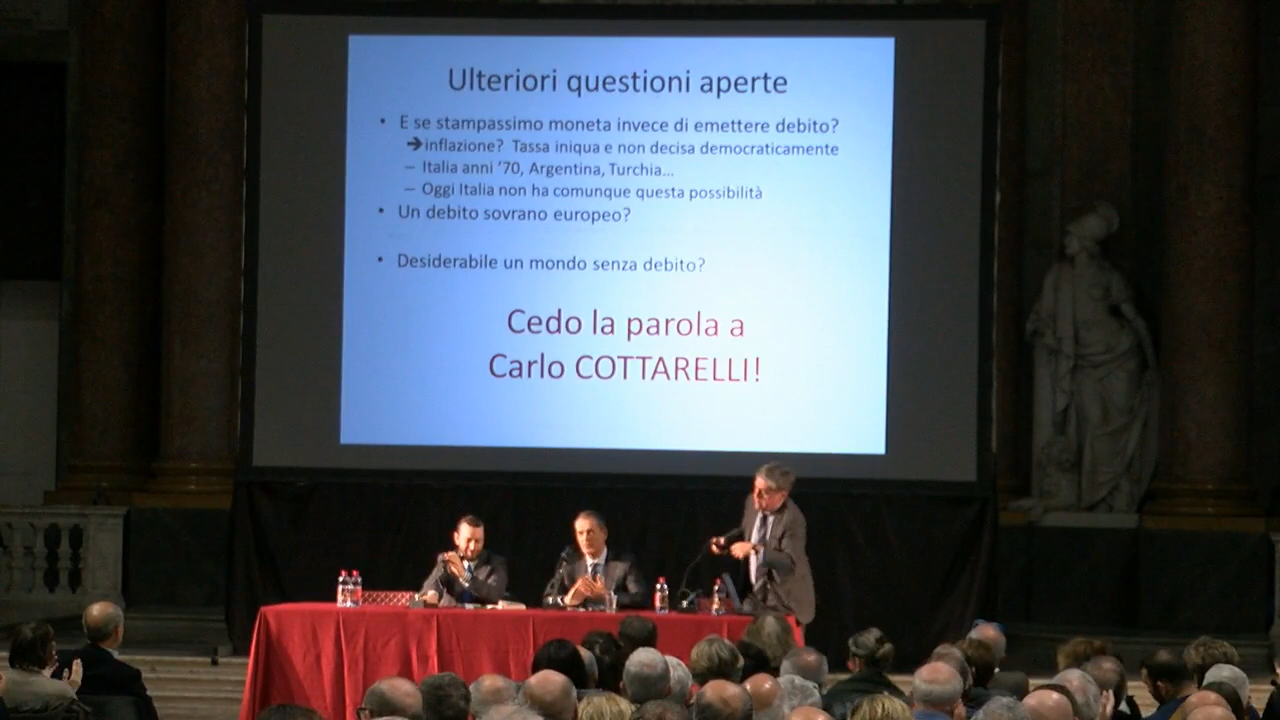 Ulteriori questioni aperte
• E se stampassimo moneta invece di emettere debito?
➔inflazione? Tassa iniqua e non decisa democraticamente
– Italia anni '70, Argentina, Turchia...
– Oggi Italia non ha comunque questa possibilità
• Un debito sovrano europeo?
• Desiderabile un mondo senza debito?
Cedo la parola a
Carlo COTTARELLI!